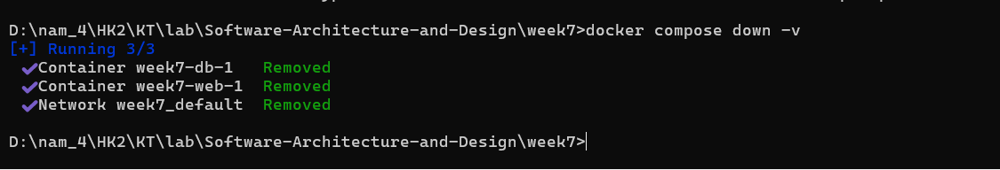 D:\nam_4\HK2\KT\lab\Software-Architecture-and-Design\week7>docker compose down -v
[+] Running 3/3
✔Container week7-db-1   Removed
✔Container week7-web-1  Removed
✔Network week7_default  Removed
D:\nam_4\HK2\KT\lab\Software-Architecture-and-Design\week7>